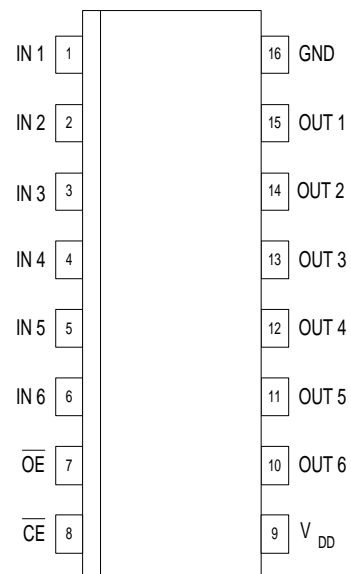 IN 1 1 16 GND
IN 2 2 15 OUT 1
IN 3 3 14 OUT 2
IN 4 4 13 OUT 3
IN 5 5 12 OUT 4
IN 6 6 11 OUT 5
O̅E̅ 7 10 OUT 6
C̅E̅ 8 9 V DD